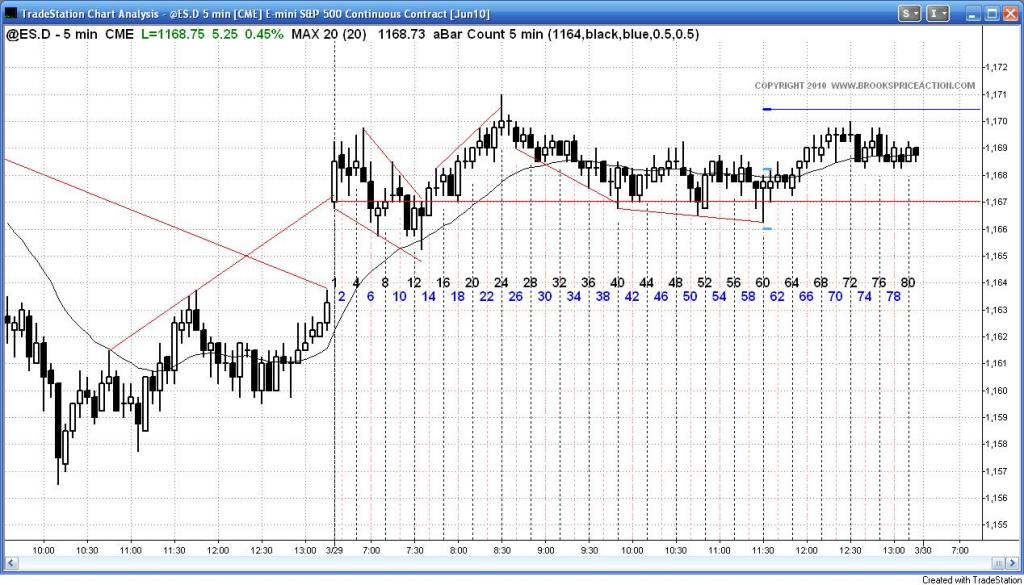 TradeStation Chart Analysis - @ES.D 5 min [CME] E-mini S&P 500 Continuous Contract [Jun10]
S I
@ES.D - 5 min CME L=1168.75 5.25 0.45% MAX 20 (20) 1168.73 aBar Count 5 min (1164,black,blue,0.5,0.5)
1,172
COPYRIGHT 2010 WWW.BROOKSPRICEACTION.COM
1,171
1,170
1,169
1,168
1,167
1,166
1,165
1 4 8 12 16 20 24 28 32 36 40 44 48 52 56 60 64 68 72 76 80
1,164
2 6 10 14 18 22 26 30 34 38 42 46 50 54 58 62 66 70 74 78
1,163
1,162
1,161
1,160
1,159
1,158
1,157
1,156
1,155
10:00 10:30 11:00 11:30 12:00 12:30 13:00 3/29 7:00 7:30 8:00 8:30 9:00 9:30 10:00 10:30 11:00 11:30 12:00 12:30 13:00 3/30 7:00
Created with TradeStation